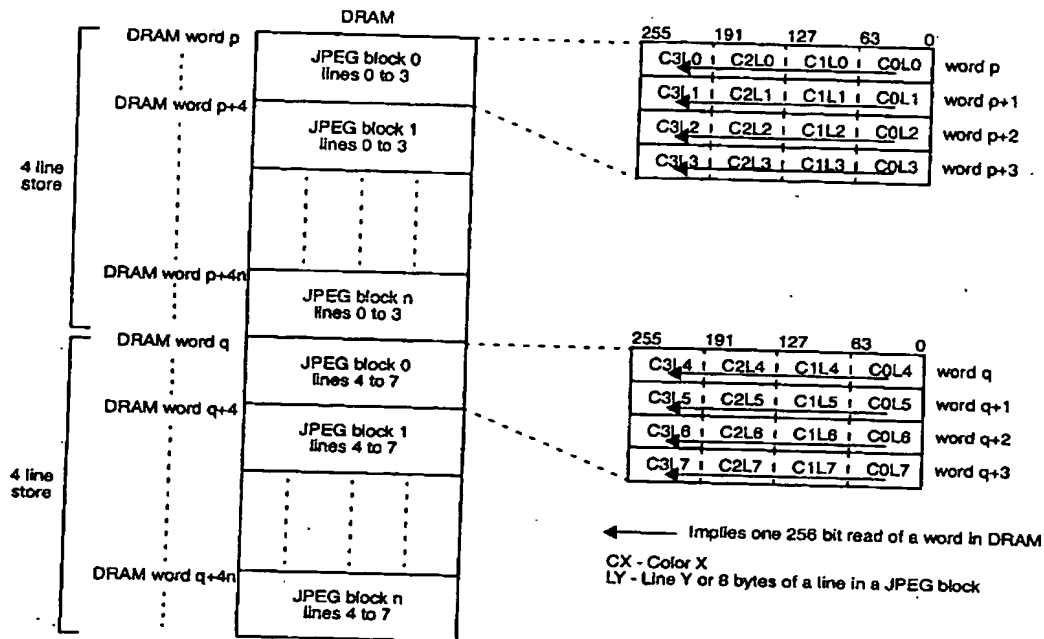 DRAM
DRAM word p
JPEG block 0
lines 0 to 3
DRAM word p+4
JPEG block 1
lines 0 to 3
4 line
store
DRAM word p+4n
JPEG block n
lines 0 to 3
DRAM word q
JPEG block 0
lines 4 to 7
DRAM word q+4
JPEG block 1
lines 4 to 7
4 line
store
DRAM word q+4n
JPEG block n
lines 4 to 7
255 191 127 63 0
C3L0 C2L0 C1L0 C0L0 word p
C3L1 C2L1 C1L1 C0L1 word p+1
C3L2 C2L2 C1L2 C0L2 word p+2
C3L3 C2L3 C1L3 C0L3 word p+3
255 191 127 63 0
C3L4 C2L4 C1L4 C0L4 word q
C3L5 C2L5 C1L5 C0L5 word q+1
C3L6 C2L6 C1L6 C0L6 word q+2
C3L7 C2L7 C1L7 C0L7 word q+3
Implies one 256 bit read of a word in DRAM
CX - Color X
LY - Line Y or 8 bytes of a line in a JPEG block